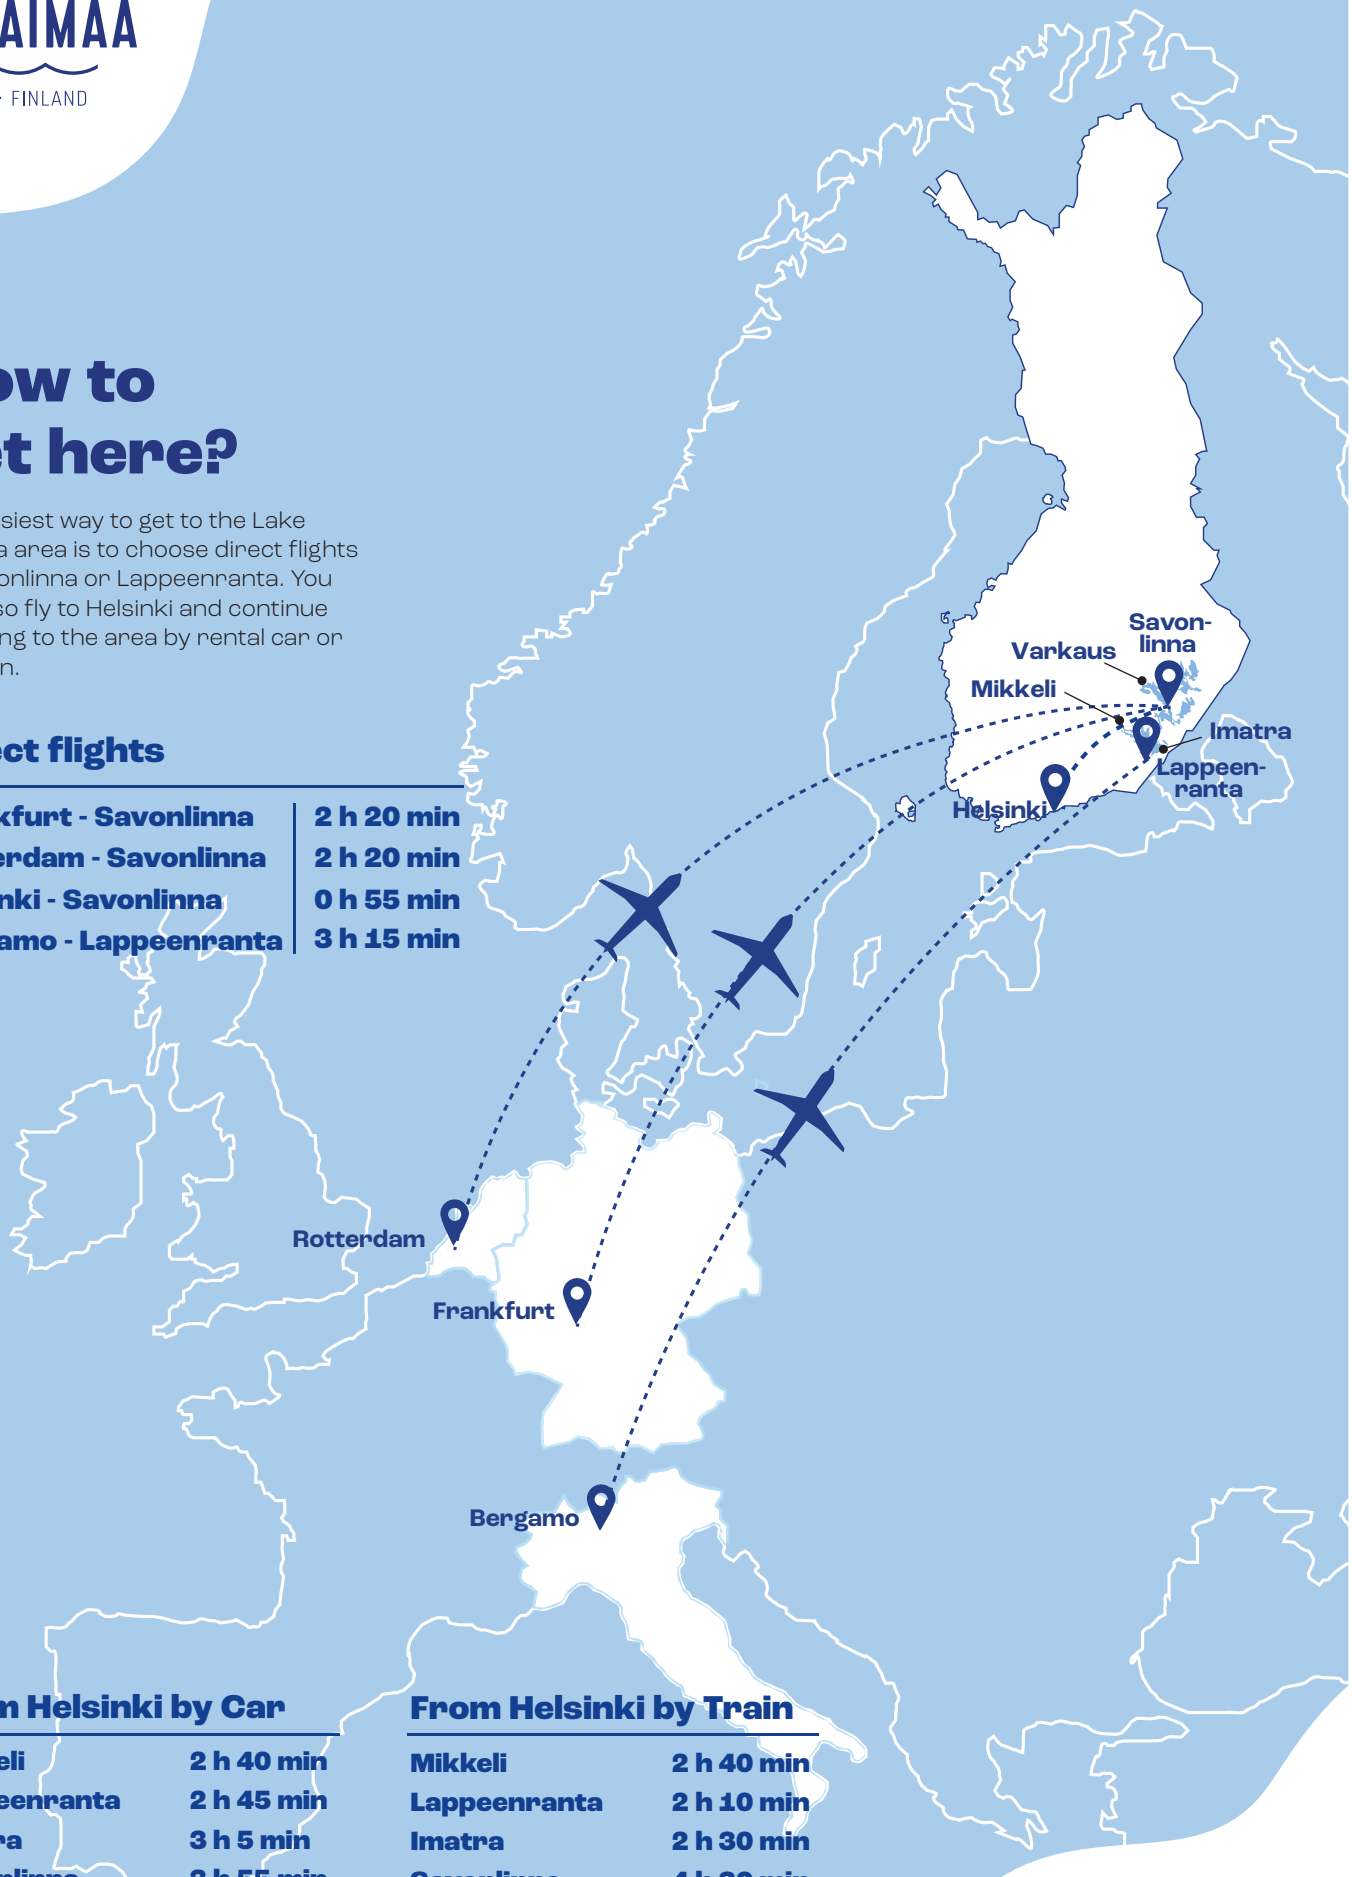 AIMAA
FINLAND
ow to
et here?
siest way to get to the Lake
a area is to choose direct flights
onlinna or Lappeenranta. You
so fly to Helsinki and continue
ng to the area by rental car or
n.
ect flights
kfurt - Savonlinna 2 h 20 min
erdam - Savonlinna 2 h 20 min
nki - Savonlinna 0 h 55 min
amo - Lappeenranta 3 h 15 min
Savon-
linna
Varkaus
Mikkeli
Imatra
Lappeen-
ranta
Helsinki
Rotterdam
Frankfurt
Bergamo
m Helsinki by Car
eli 2 h 40 min
eenranta 2 h 45 min
ra 3 h 5 min
From Helsinki by Train
Mikkeli 2 h 40 min
Lappeenranta 2 h 10 min
Imatra 2 h 30 min